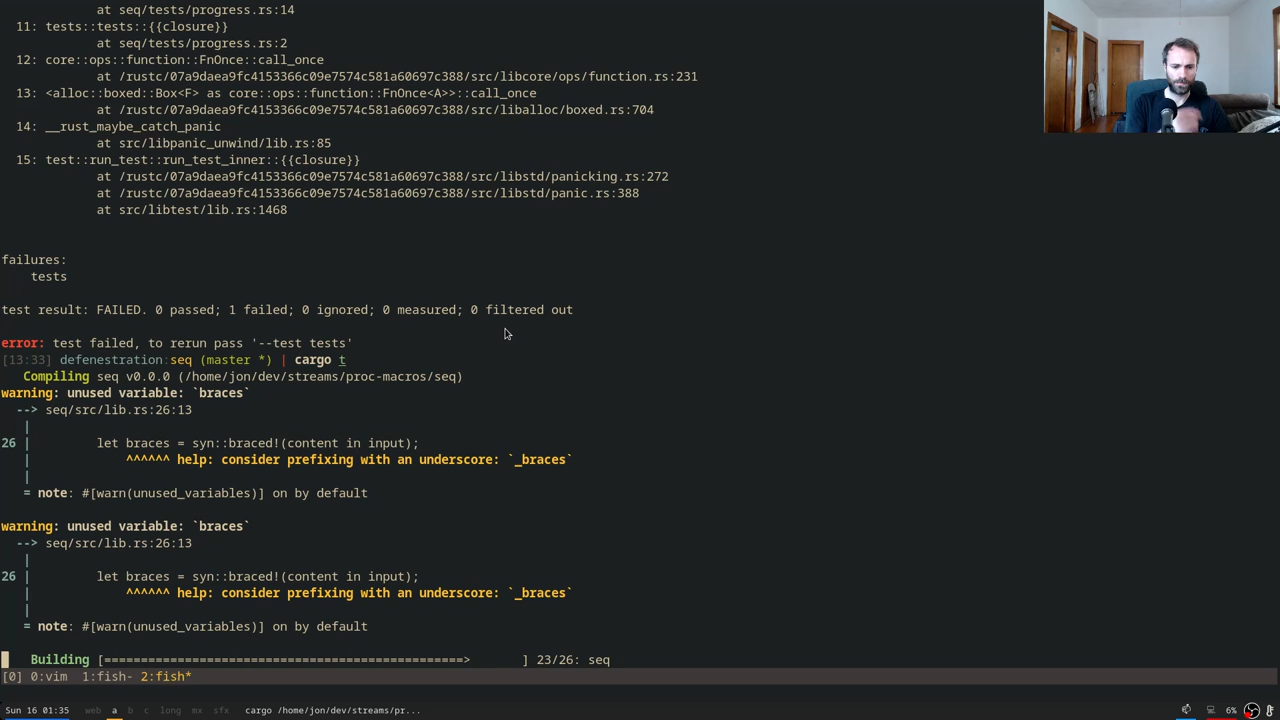 at seq/tests/progress.rs:14
11: tests::tests::{{closure}}
at seq/tests/progress.rs:2
12: core::ops::function::FnOnce::call_once
at /rustc/07a9daea9fc4153366c09e7574c581a60697c388/src/libcore/ops/function.rs:231
13: <alloc::boxed::Box<F> as core::ops::function::FnOnce<A>>::call_once
at /rustc/07a9daea9fc4153366c09e7574c581a60697c388/src/liballoc/boxed.rs:704
14: __rust_maybe_catch_panic
at src/libpanic_unwind/lib.rs:85
15: test::run_test::run_test_inner::{{closure}}
at /rustc/07a9daea9fc4153366c09e7574c581a60697c388/src/libstd/panicking.rs:272
at /rustc/07a9daea9fc4153366c09e7574c581a60697c388/src/libstd/panic.rs:388
at src/libtest/lib.rs:1468
failures:
tests
test result: FAILED. 0 passed; 1 failed; 0 ignored; 0 measured; 0 filtered out
error: test failed, to rerun pass '--test tests'
[13:33] defenestration:seq (master *) | cargo t
Compiling seq v0.0.0 (/home/jon/dev/streams/proc-macros/seq)
warning: unused variable: `braces`
--> seq/src/lib.rs:26:13
|
26 | let braces = syn::braced!(content in input);
| ^^^^^^ help: consider prefixing with an underscore: `_braces`
|
= note: #[warn(unused_variables)] on by default
warning: unused variable: `braces`
--> seq/src/lib.rs:26:13
|
26 | let braces = syn::braced!(content in input);
| ^^^^^^ help: consider prefixing with an underscore: `_braces`
|
= note: #[warn(unused_variables)] on by default
Building [=================================================> ] 23/26: seq
[0] 0:vim 1:fish- 2:fish*
Sun 16 01:35 web a b c long mx sfx cargo /home/jon/dev/streams/pr... 6%